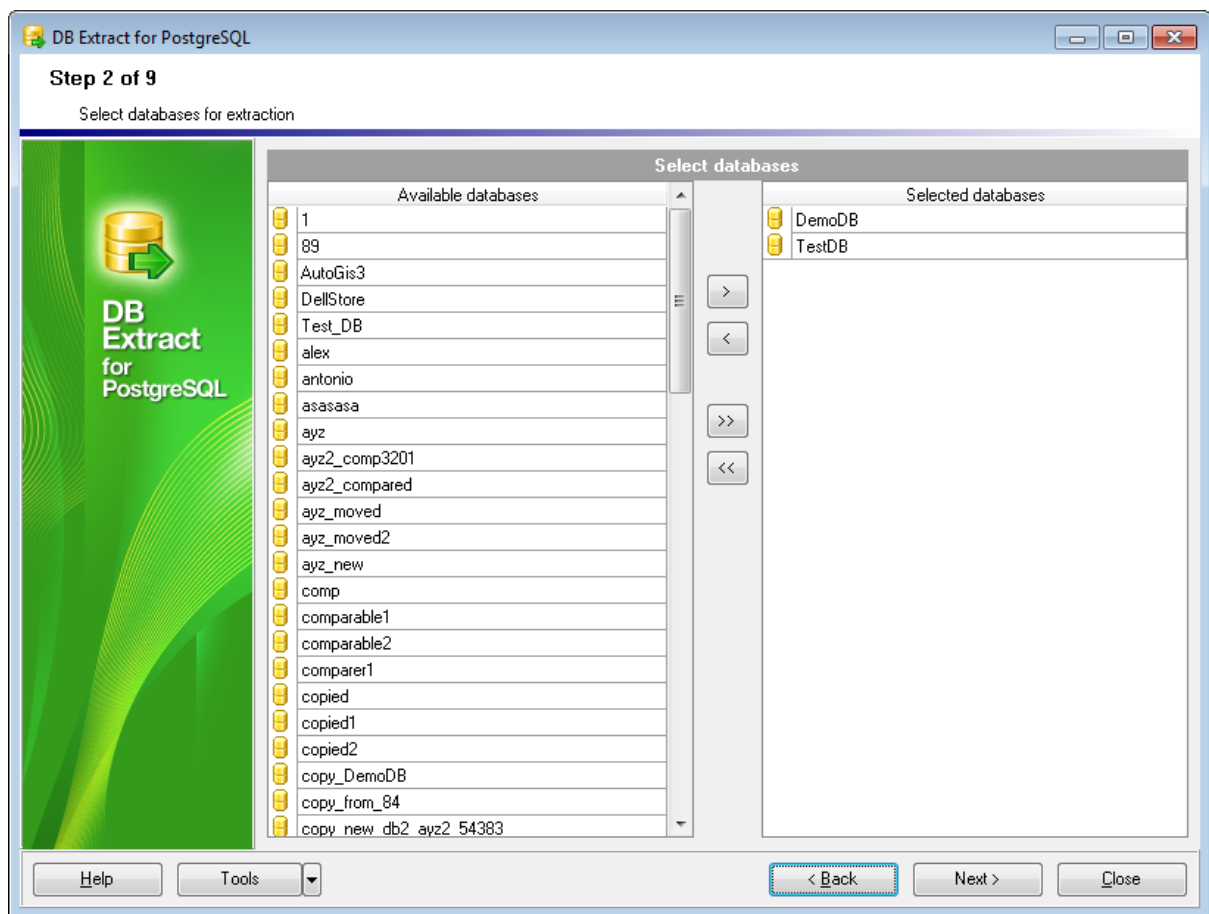 DB Extract for PostgreSQL
Step 2 of 9
Select databases for extraction
DB
Extract
for
PostgreSQL
Select databases
Available databases
1
89
AutoGis3
DellStore
Test_DB
alex
antonio
asasasa
ayz
ayz2_comp3201
ayz2_compared
ayz_moved
ayz_moved2
ayz_new
comp
comparable1
comparable2
comparer1
copied
copied1
copied2
copy_DemoDB
copy_from_84
copy_new_db2_ayz2_54383
>
<
>>
<<
Selected databases
DemoDB
TestDB
Help
Tools
< Back
Next >
Close